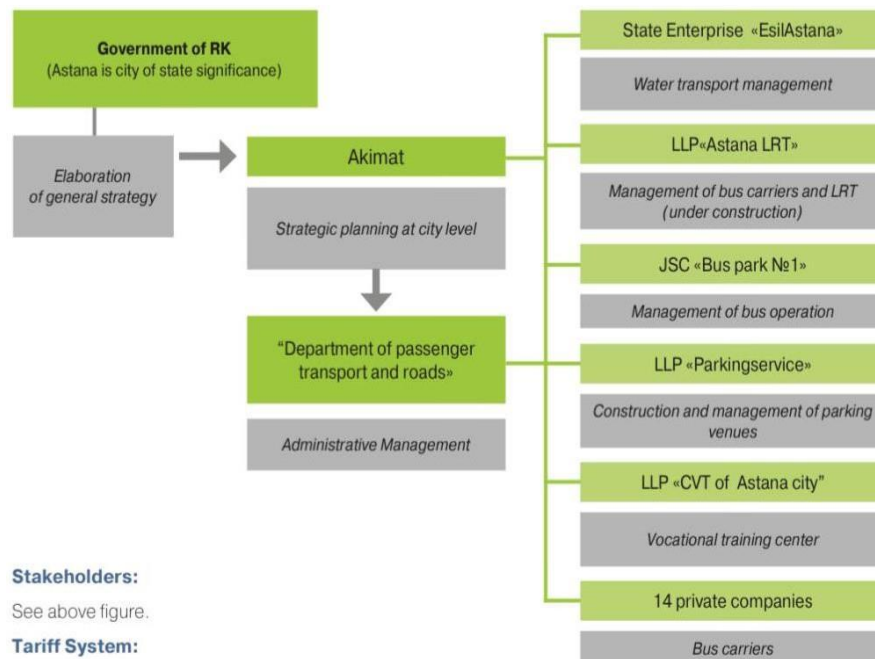 Government of RK
(Astana is city of state significance)
Elaboration
of general strategy
Akimat
Strategic planning at city level
"Department of passenger
transport and roads»
Administrative Management
State Enterprise «EsilAstana»
Water transport management
LLP«Astana LRT»
Management of bus carriers and LRT
(under construction)
JSC «Bus park №1»
Management of bus operation
LLP «Parkingservice»
Construction and management of parking
venues
LLP «CVT of Astana city”
Vocational training center
14 private companies
Bus carriers
Stakeholders:
See above figure.
Tariff System: